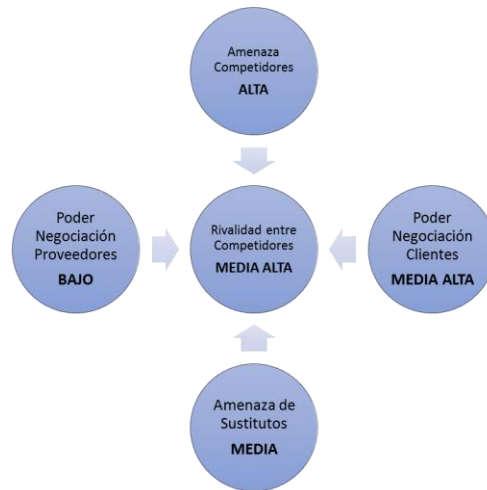 Amenaza
Competidores
ALTA
Poder
Negociación
Proveedores
BAJO
Rivalidad entre
Competidores
MEDIA ALTA
Poder
Negociación
Clientes
MEDIA ALTA
Amenaza de
Sustitutos
MEDIA